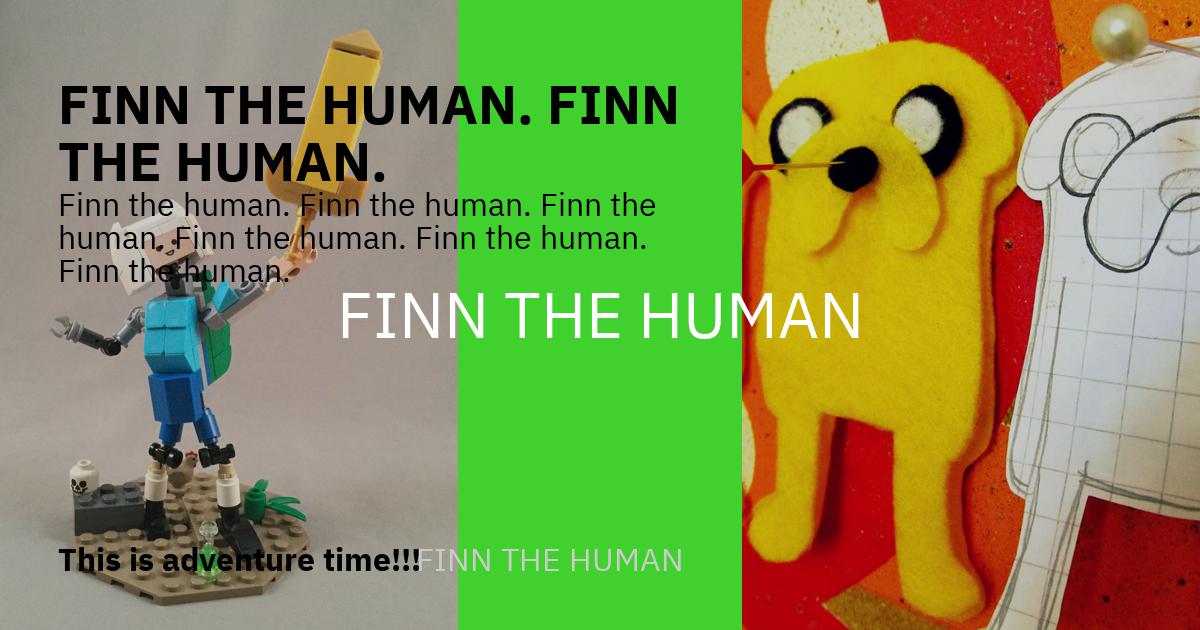 FINN THE HUMAN. FINN
THE HUMAN.
Finn the human. Finn the human. Finn the
human. Finn the human. Finn the human.
Finn the human.
FINN THE HUMAN
This is adventure time!!! FINN THE HUMAN